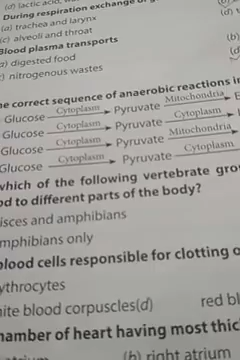 (d) lactic acid,
During respiration exchange of
(a) trachea and larynx
(c) alveoli and throat
Blood plasma transports
a) digested food
c) nitrogenous wastes
he correct sequence of anaerobic reactions i
Glucose Cytoplasm Pyruvate Mitochondria E
Glucose Cytoplasm Pyruvate Cytoplasm
Glucose Cytoplasm Pyruvate Mitochondria
Glucose Cytoplasm Pyruvate Cytoplasm
which of the following vertebrate gro
od to different parts of the body?
isces and amphibians
mphibians only
blood cells responsible for clotting o
ythrocytes
hite blood corpuscles(d) red bl
hamber of heart having most thic
(b) right atrium